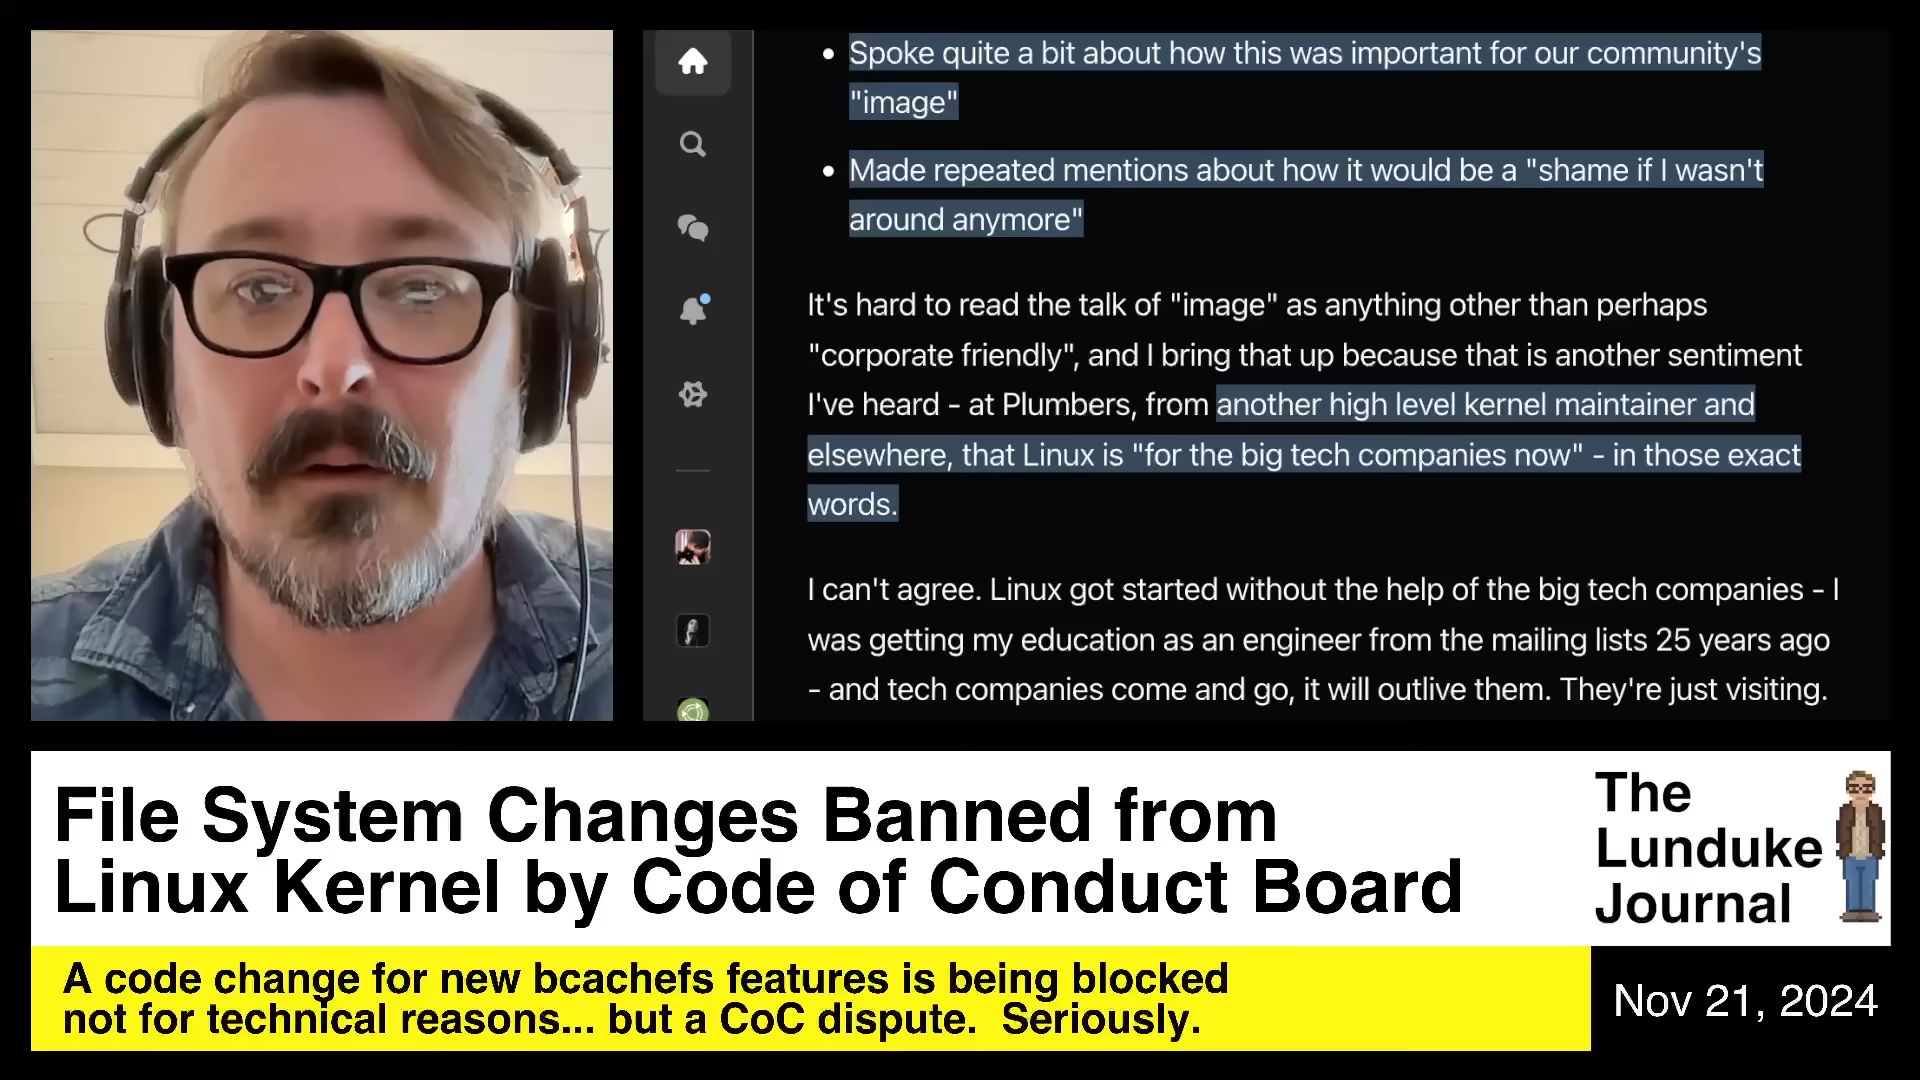 Spoke quite a bit about how this was important for our community's
"image"
Made repeated mentions about how it would be a "shame if I wasn't
around anymore"
It's hard to read the talk of "image" as anything other than perhaps
"corporate friendly", and I bring that up because that is another sentiment
I've heard - at Plumbers, from another high level kernel maintainer and
elsewhere, that Linux is "for the big tech companies now" - in those exact
words.
I can't agree. Linux got started without the help of the big tech companies - I
was getting my education as an engineer from the mailing lists 25 years ago
- and tech companies come and go, it will outlive them. They're just visiting.
File System Changes Banned from
Linux Kernel by Code of Conduct Board
The
Lunduke
Journal
A code change for new bcachefs features is being blocked
not for technical reasons... but a CoC dispute.  Seriously.
Nov 21, 2024